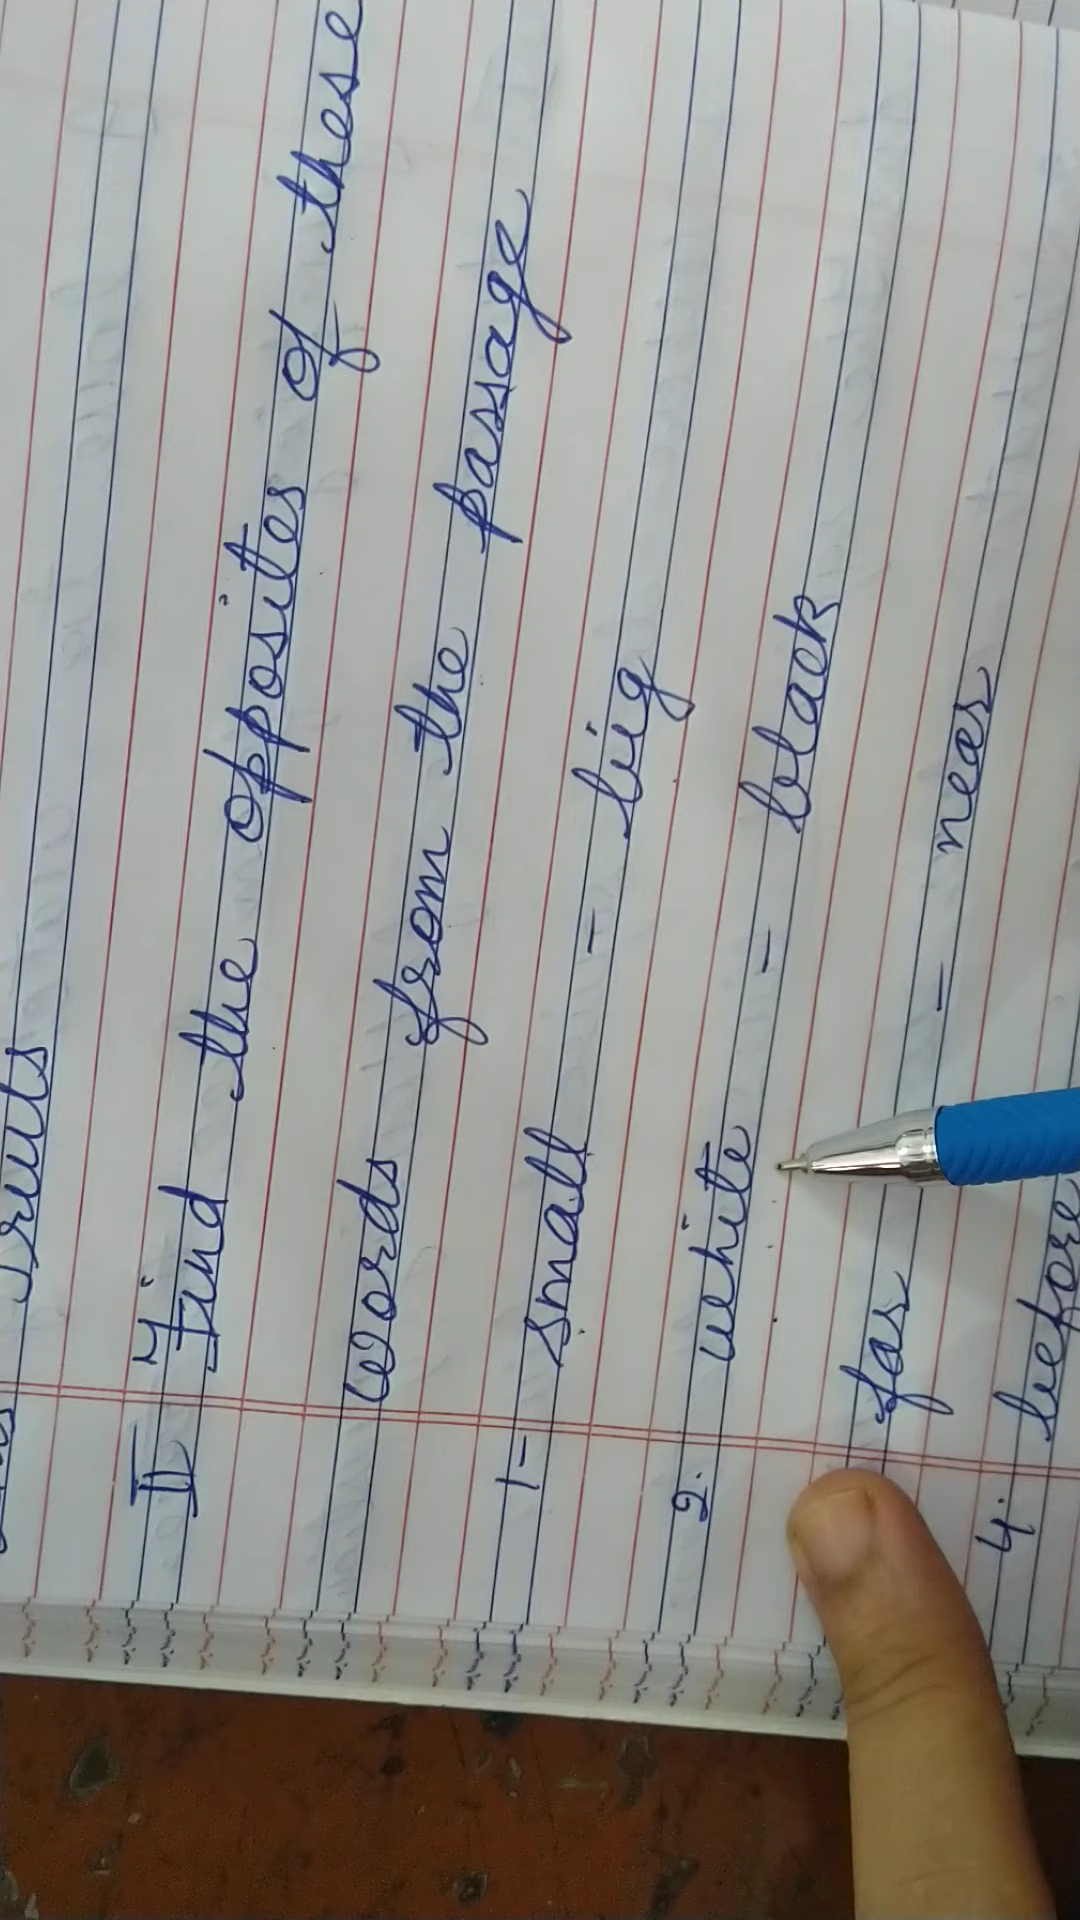 fruits
II Find the opposites of these
words from the passage
1- small - big
2. white - black
far - near
4. before